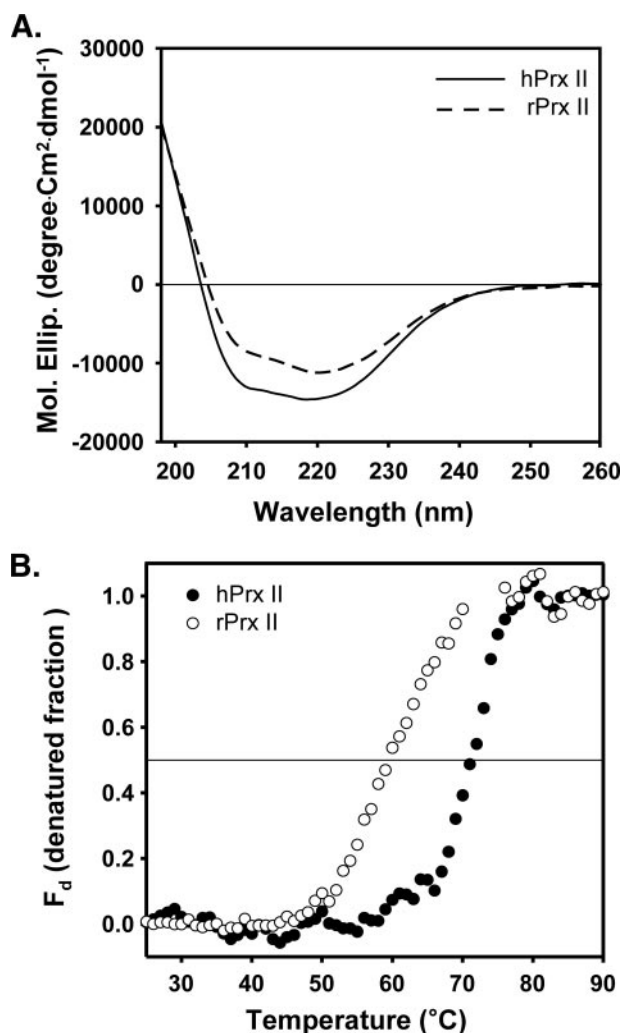 A.
30000
20000
10000
0
-10000
-20000
Mol. Ellip. (degree·Cm²·dmol⁻¹)
hPrx II
rPrx II
200 210 220 230 240 250 260
Wavelength (nm)
B.
1.0
0.8
0.6
0.4
0.2
0.0
F_d (denatured fraction )
hPrx II
rPrx II
30 40 50 60 70 80 90
Temperature (°C)